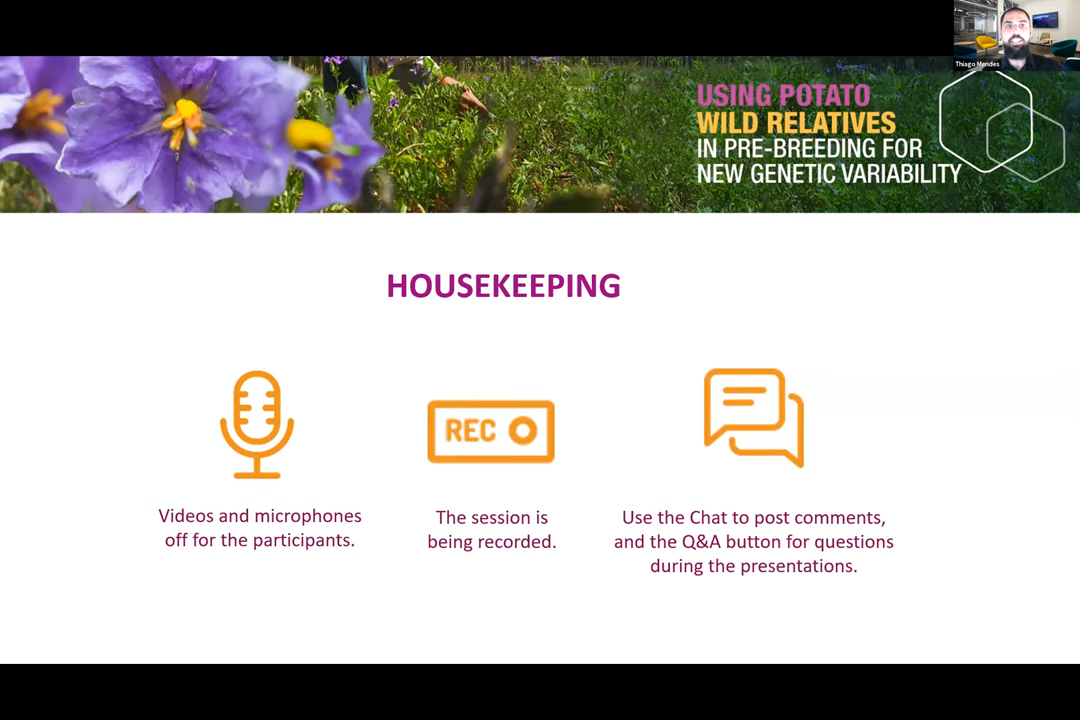 Thiago Mendes
USING POTATO
WILD RELATIVES
IN PRE-BREEDING FOR
NEW GENETIC VARIABILITY
HOUSEKEEPING
REC
Videos and microphones
off for the participants.
The session is
being recorded.
Use the Chat to post comments,
and the Q&A button for questions
during the presentations.